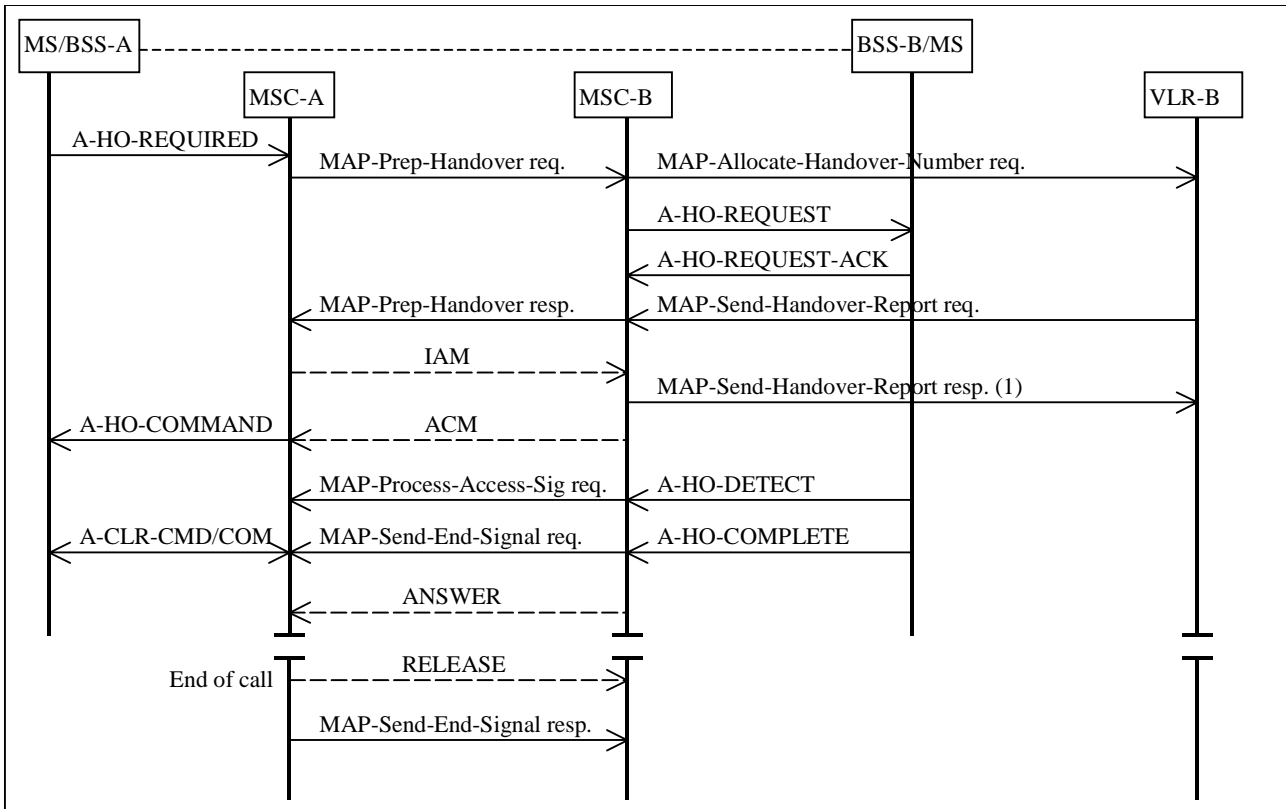 MS/BSS-A
BSS-B/MS
MSC-A
MSC-B
VLR-B
A-HO-REQUIRED
MAP-Prep-Handover req.
MAP-Allocate-Handover-Number req.
A-HO-REQUEST
A-HO-REQUEST-ACK
MAP-Prep-Handover resp.
MAP-Send-Handover-Report req.
IAM
MAP-Send-Handover-Report resp. (1)
A-HO-COMMAND
ACM
MAP-Process-Access-Sig req.
A-HO-DETECT
A-CLR-CMD/COM
MAP-Send-End-Signal req.
A-HO-COMPLETE
ANSWER
RELEASE
End of call
MAP-Send-End-Signal resp.